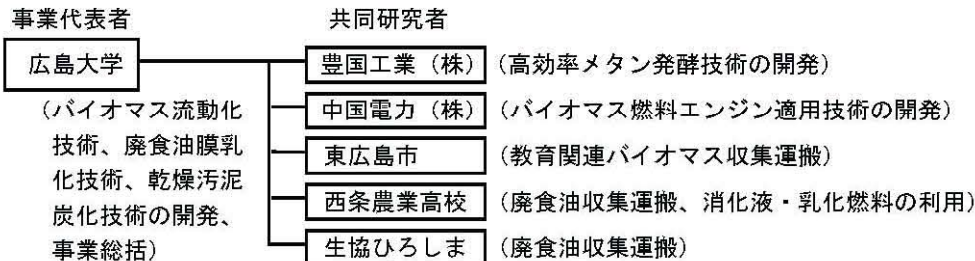 事業代表者
共同研究者
広島大学
(バイオマス流動化
技術、廃食油膜乳
化技術、乾燥汚泥
炭化技術の開発、
事業総括)
豊国工業(株)(高効率メタン発酵技術の開発)
中国電力(株)(バイオマス燃料エンジン適用技術の開発)
東広島市(教育関連バイオマス収集運搬)
西条農業高校(廃食油収集運搬、消化液・乳化燃料の利用)
生協ひろしま(廃食油収集運搬)